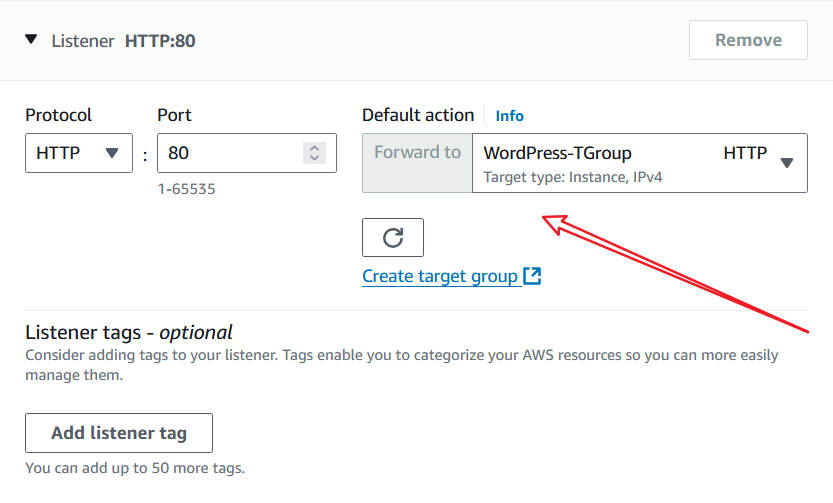 Listener HTTP:80
Remove
Protocol
Port
Default action
Info
HTTP
:
80
1-65535
Forward to
WordPress-TGroup
HTTP
Target type: Instance, IPv4
Create target group
Listener tags - optional
Consider adding tags to your listener. Tags enable you to categorize your AWS resources so you can more easily
manage them.
Add listener tag
You can add up to 50 more tags.